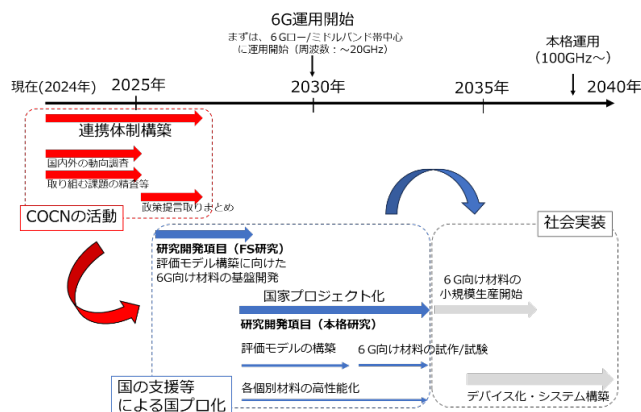 6G運用開始
まずは、6Gロー/ミドルバンド帯中心
に運用開始（周波数：～20GHz）
本格運用
（100GHz～）
現在(2024年)
2025年
2030年
2035年
2040年
連携体制構築
国内外の動向調査
取り組む課題の精査等
政策提言取りまとめ
COCNの活動
社会実装
研究開発項目（FS研究）
評価モデル構築に向けた
6G向け材料の基盤開発
国家プロジェクト化
研究開発項目（本格研究）
6G向け材料の
小規模生産開始
評価モデルの構築
6G向け材料の試作/試験
各個別材料の高性能化
デバイス化・システム構築
国の支援等
による国プロ化